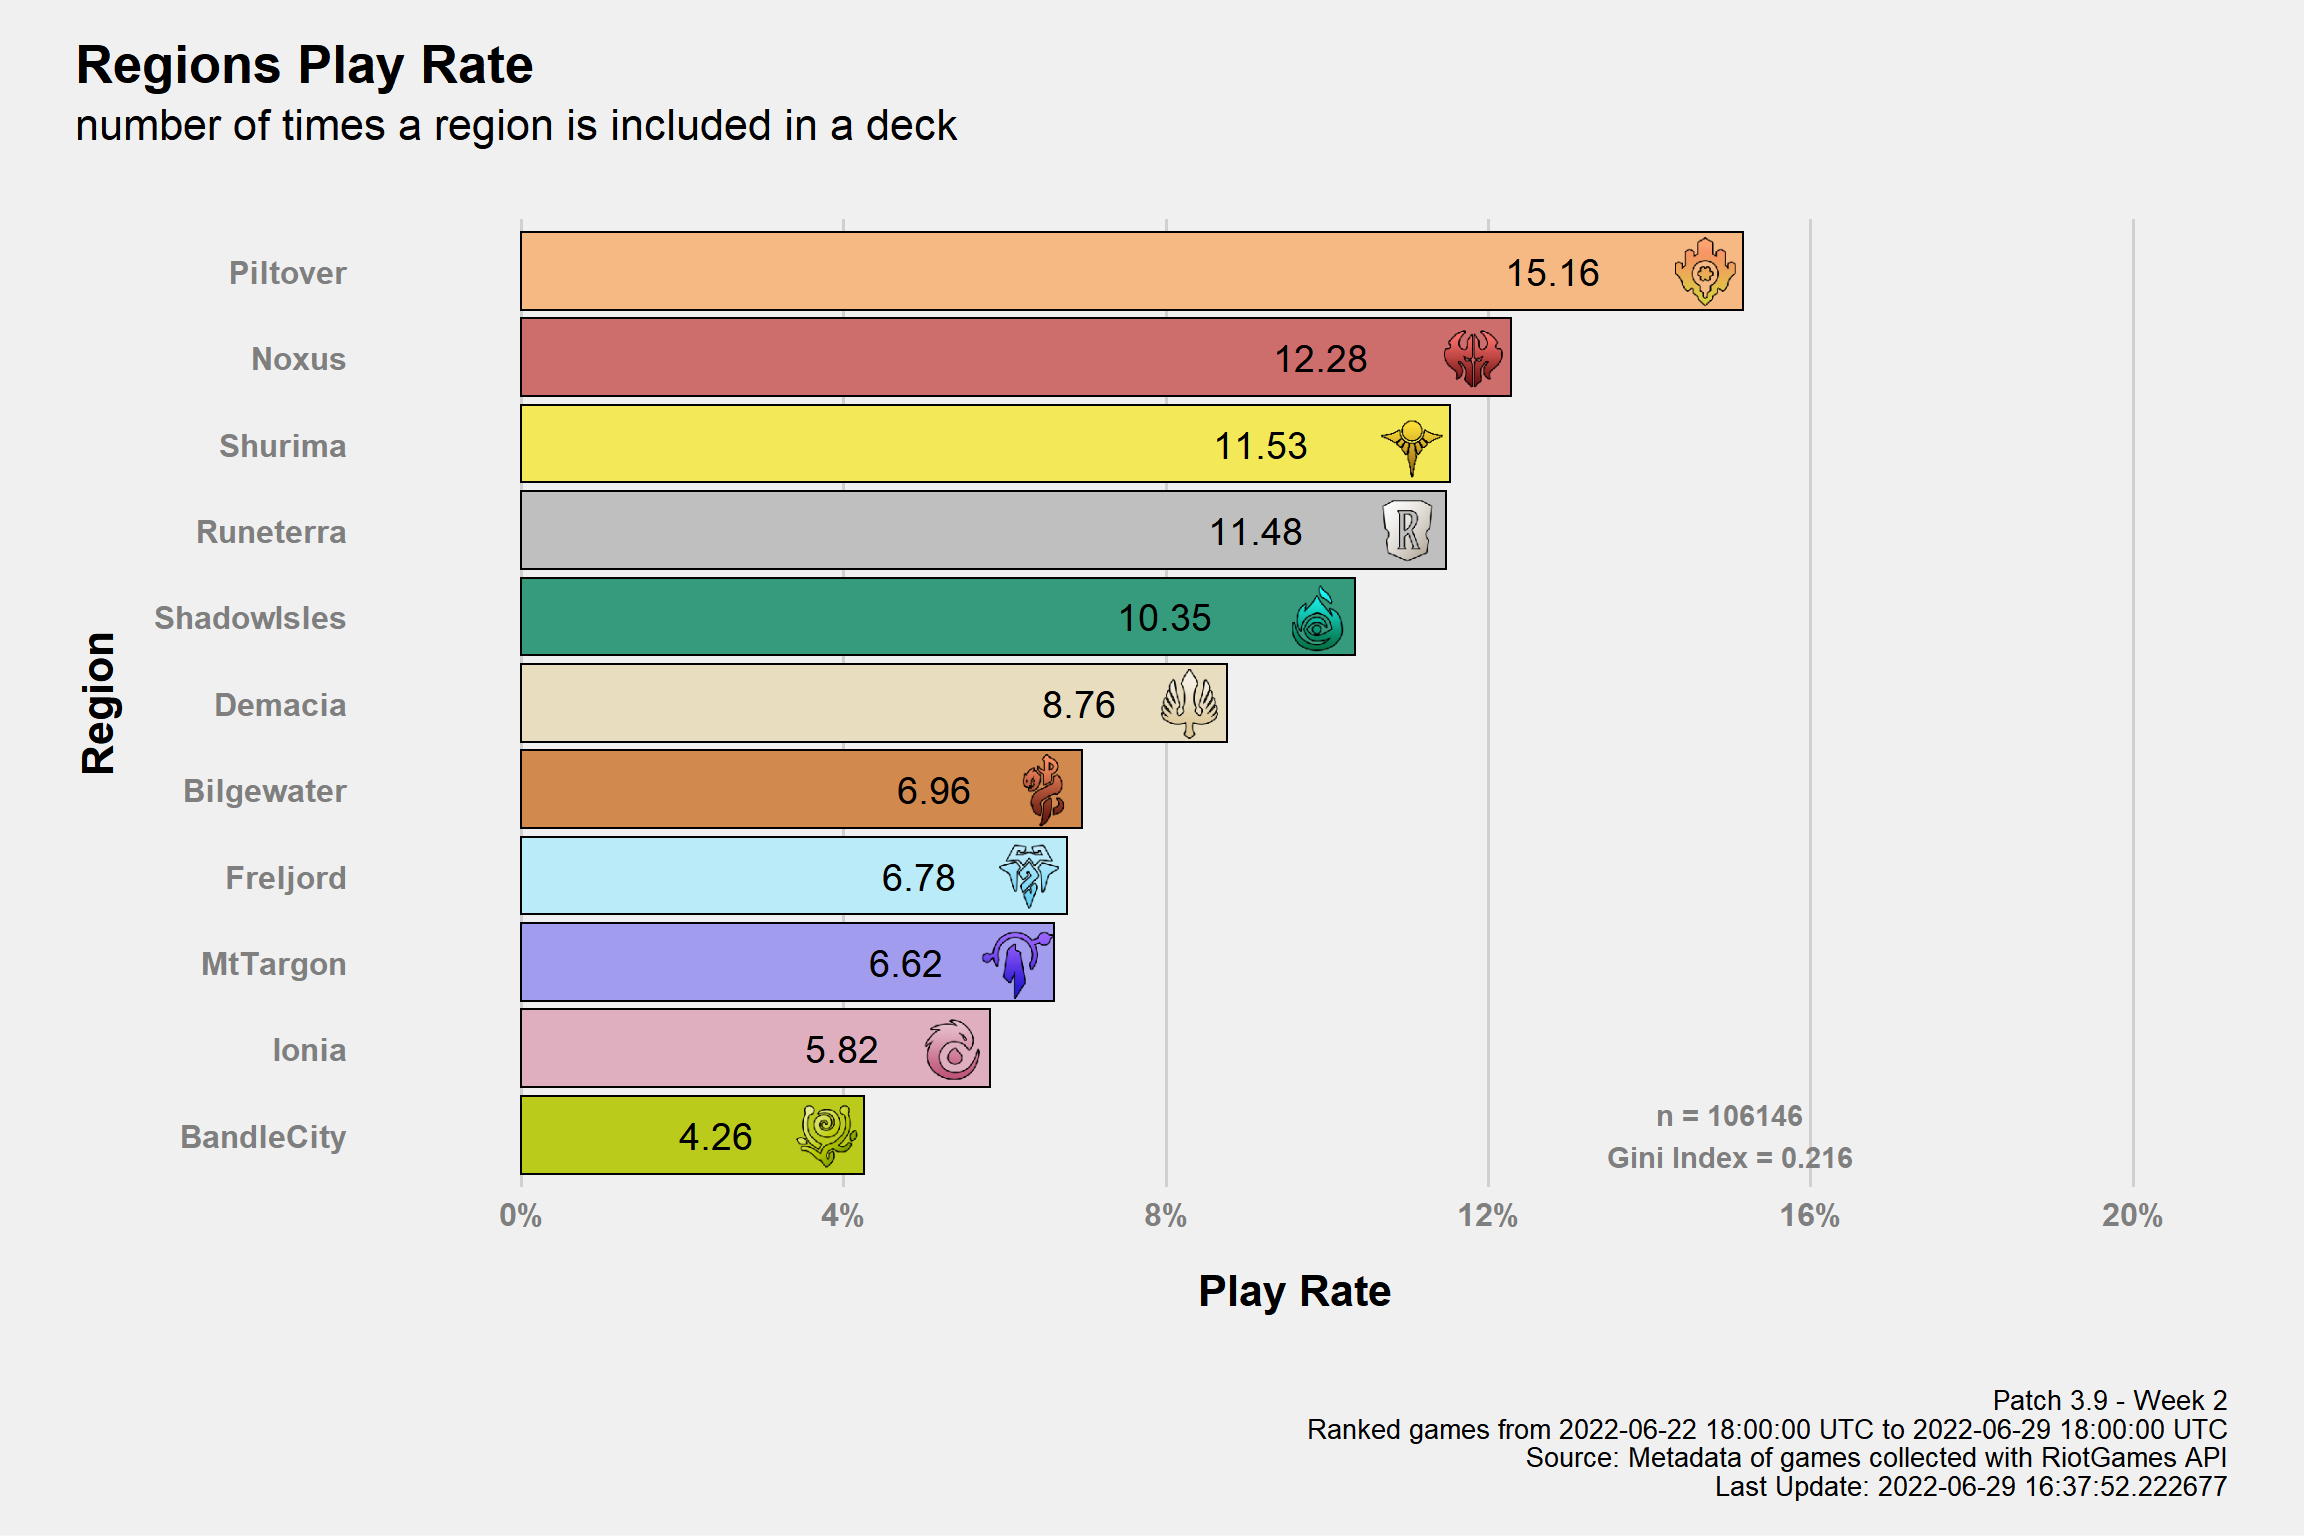 Regions Play Rate
number of times a region is included in a deck
Region
Piltover 15.16
Noxus 12.28
Shurima 11.53
Runeterra 11.48 R
ShadowIsles 10.35
Demacia 8.76
Bilgewater 6.96
Freljord 6.78
MtTargon 6.62
Ionia 5.82
BandleCity 4.26
n = 106146
Gini Index = 0.216
0% 4% 8% 12% 16% 20%
Play Rate
Patch 3.9 - Week 2
Ranked games from 2022-06-22 18:00:00 UTC to 2022-06-29 18:00:00 UTC
Source: Metadata of games collected with RiotGames API
Last Update: 2022-06-29 16:37:52.222677